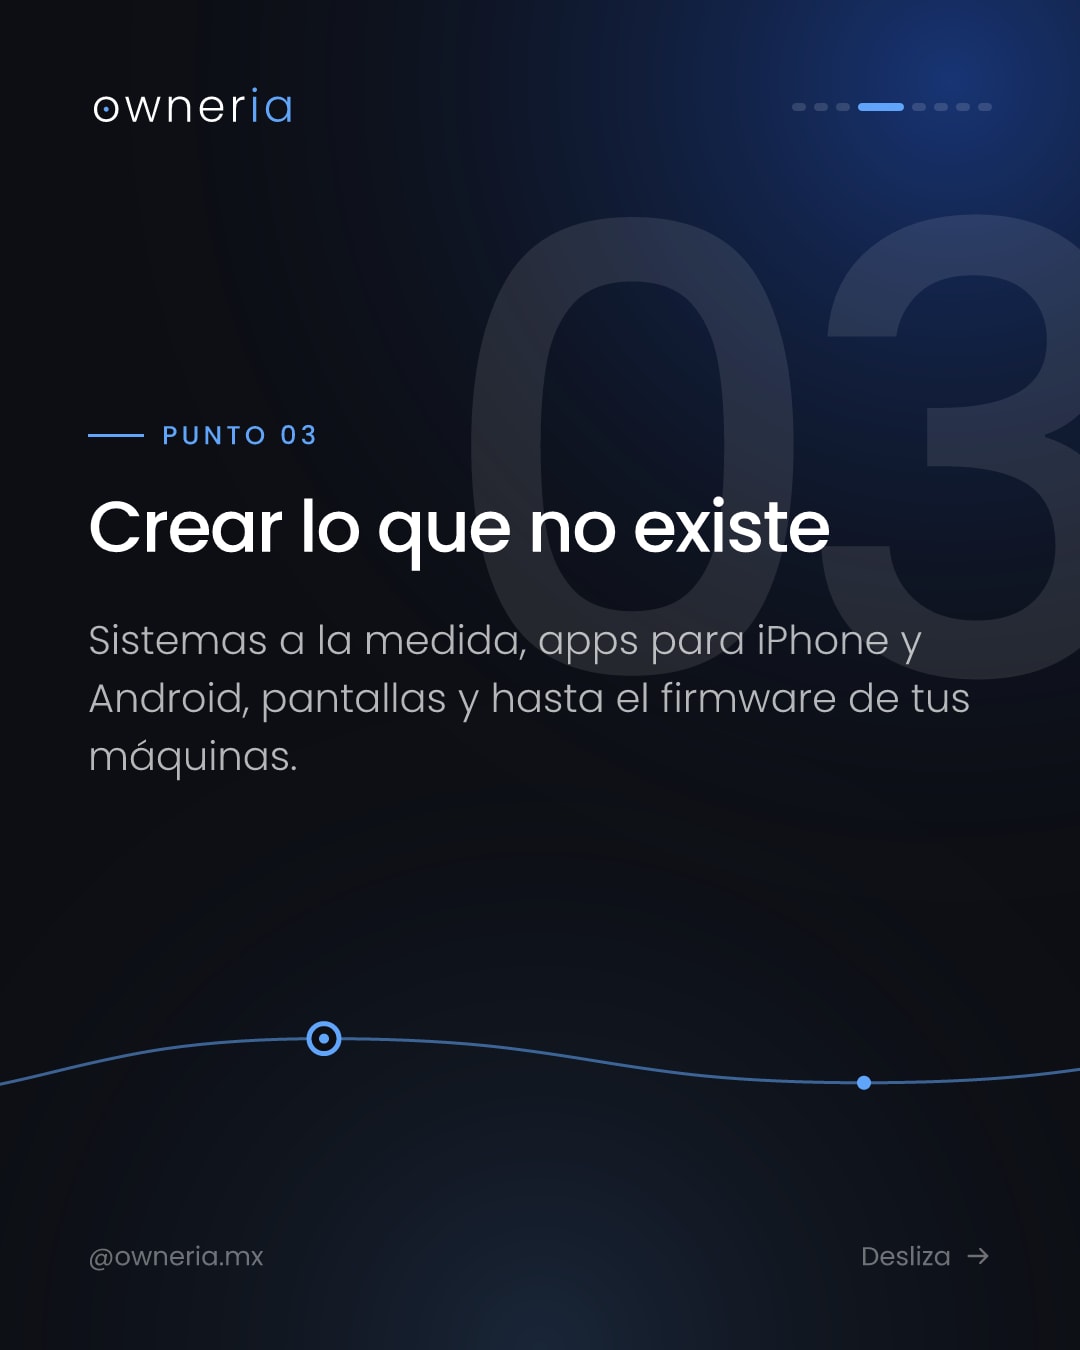 owneria
03
PUNTO 03
Crear lo que no existe
Sistemas a la medida, apps para iPhone y
Android, pantallas y hasta el firmware de tus
máquinas.
@owneria.mx
Desliza →